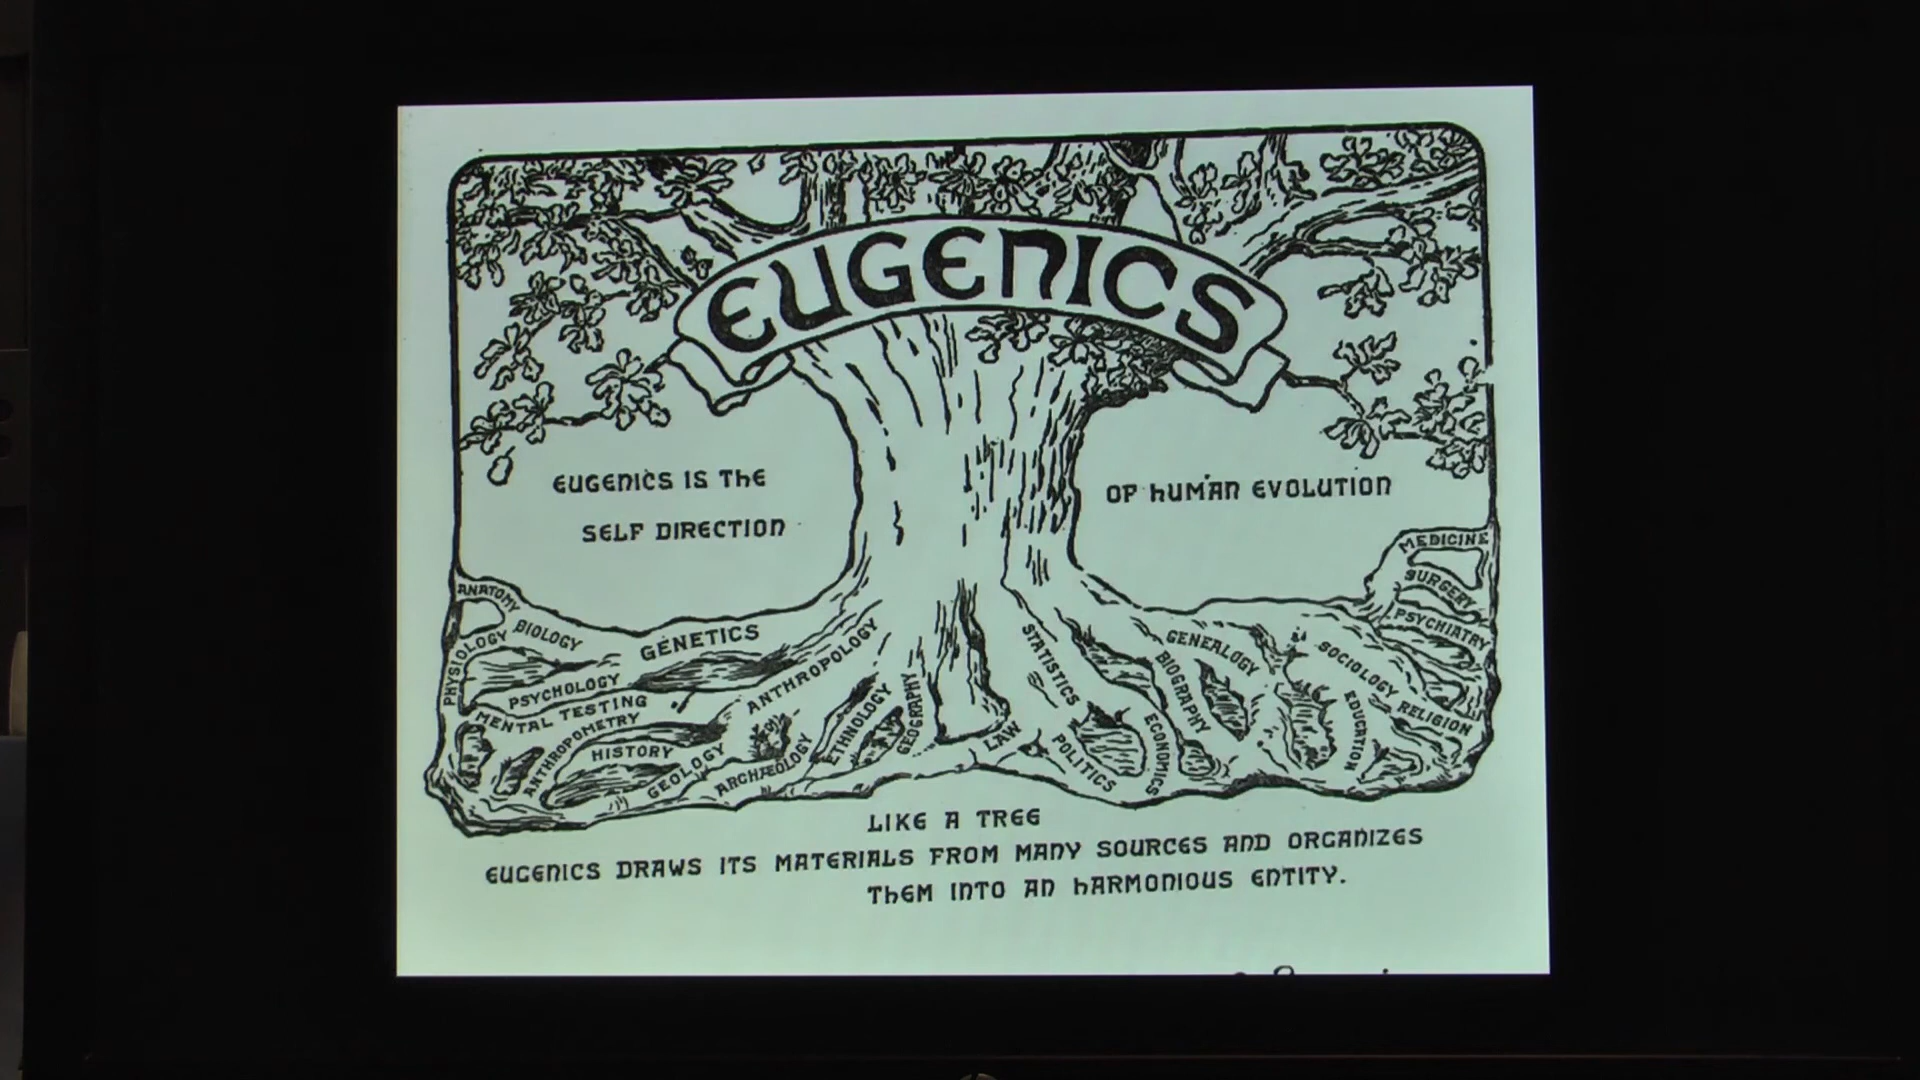 EUGENICS
EUGENICS IS THE
SELF DIRECTION
OF HUMAN EVOLUTION
ANATOMY
BIOLOGY
PHYSIOLOGY
GENETICS
PSYCHOLOGY
MENTAL TESTING
ANTHROPOMETRY
HISTORY
GEOLOGY
ANTHROPOLOGY
ARCHÆOLOGY
ETHNOLOGY
GEOGRAPHY
LAW
STATISTICS
POLITICS
ECONOMICS
BIOGRAPHY
GENEALOGY
EDUCATION
SOCIOLOGY
RELIGION
PSYCHIATRY
SURGERY
MEDICINE
LIKE A TREE
EUGENICS DRAWS ITS MATERIALS FROM MANY SOURCES AND ORGANIZES
THEM INTO AN HARMONIOUS ENTITY.